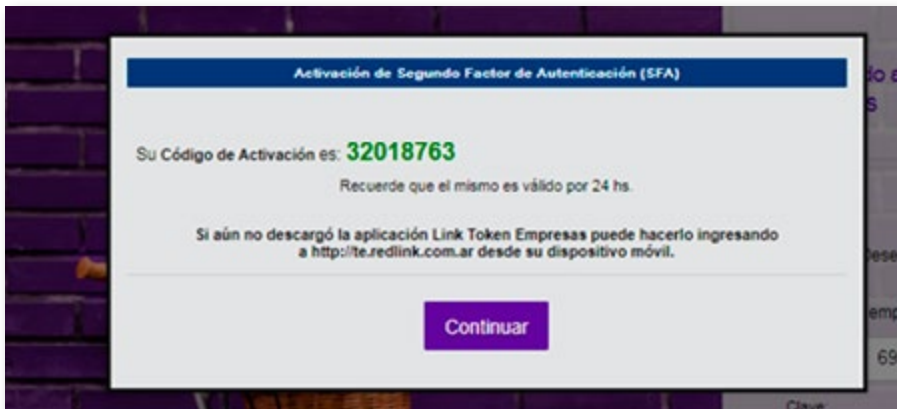 Activación de Segundo Factor de Autenticación (SFA)
Su Código de Activación es: 32018763
Recuerde que el mismo es válido por 24 hs.
Si aún no descargó la aplicación Link Token Empresas puede hacerlo ingresando
a http://te.redlink.com.ar desde su dispositivo móvil.
Continuar
69
Clave: